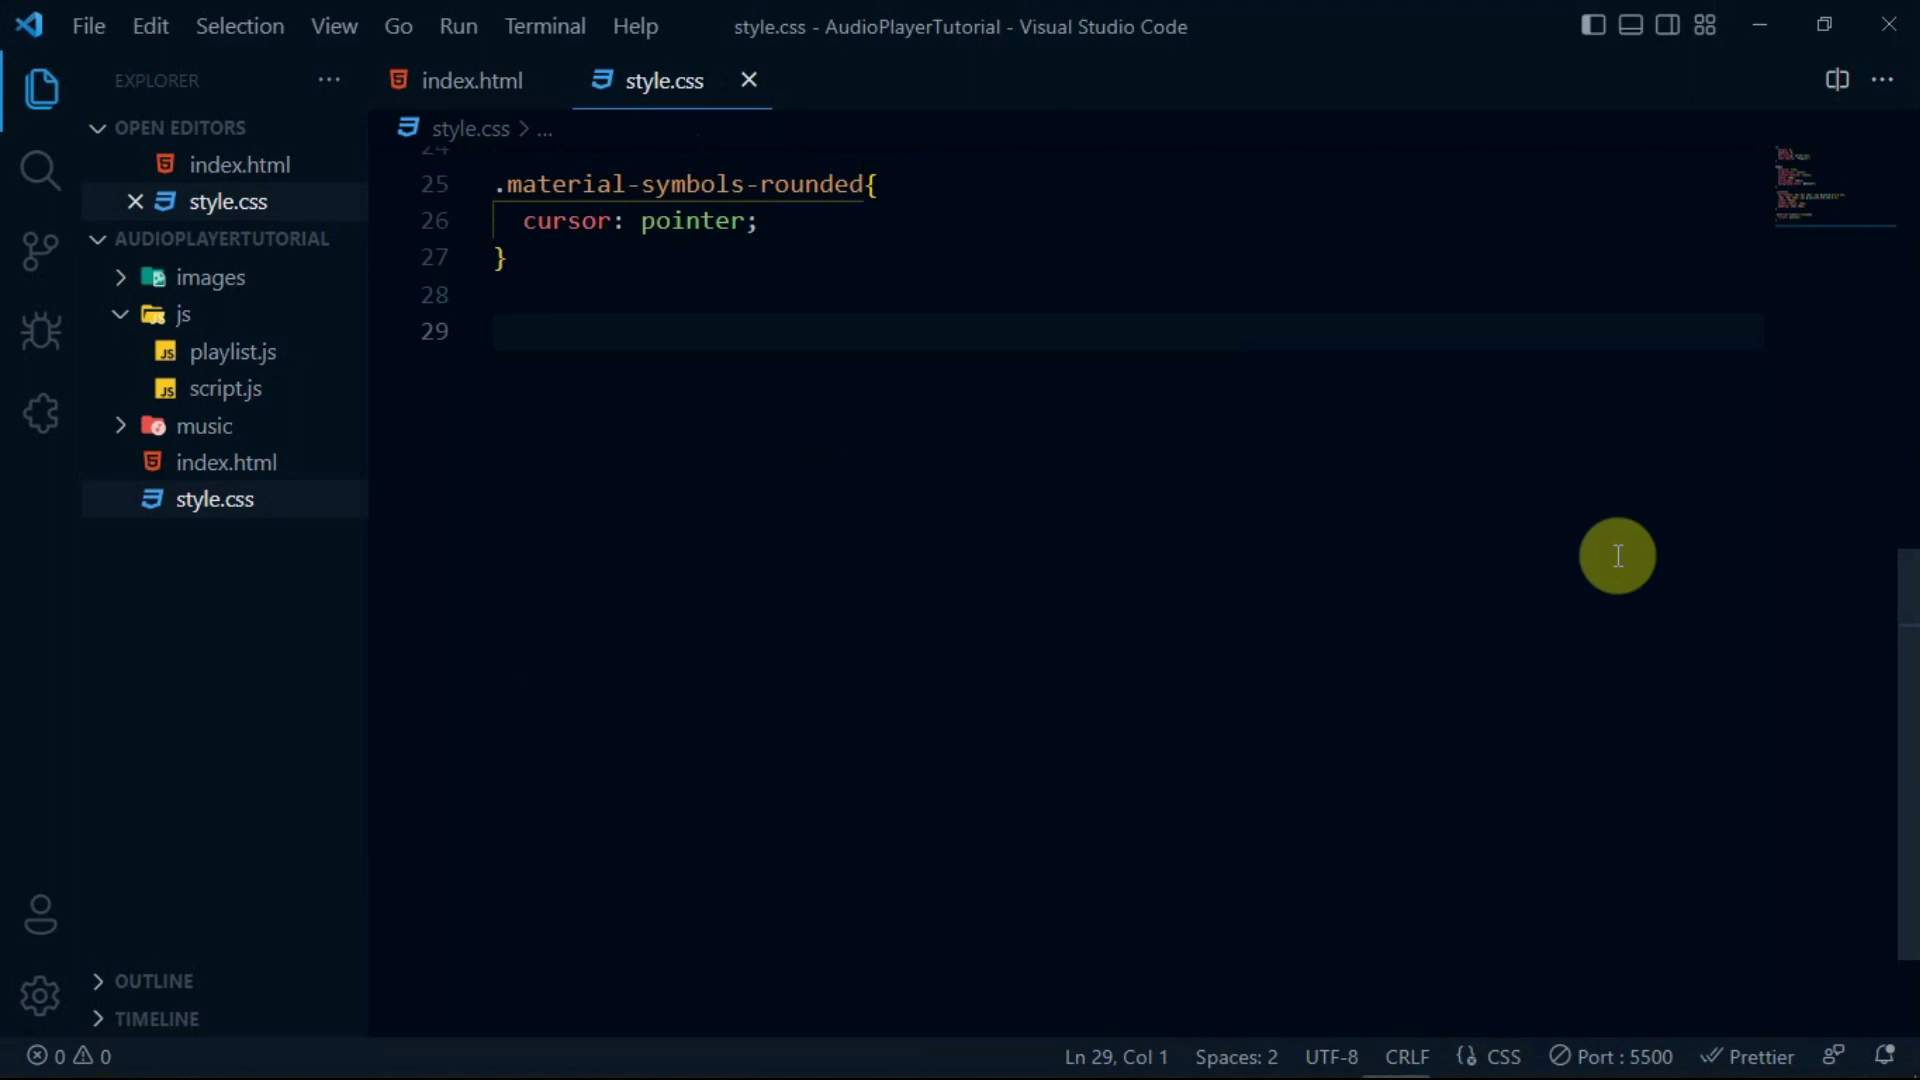 File Edit Selection View Go Run Terminal Help
style.css - AudioPlayerTutorial - Visual Studio Code
EXPLORER
OPEN EDITORS
index.html
style.css
AUDIOPLAYERTUTORIAL
images
js
JS playlist.js
JS script.js
music
index.html
style.css
OUTLINE
TIMELINE
index.html style.css
style.css > ...
24
25 .material-symbols-rounded{
26 cursor: pointer;
27 }
28
29
0 0
Ln 29, Col 1 Spaces: 2 UTF-8 CRLF CSS Port : 5500 Prettier